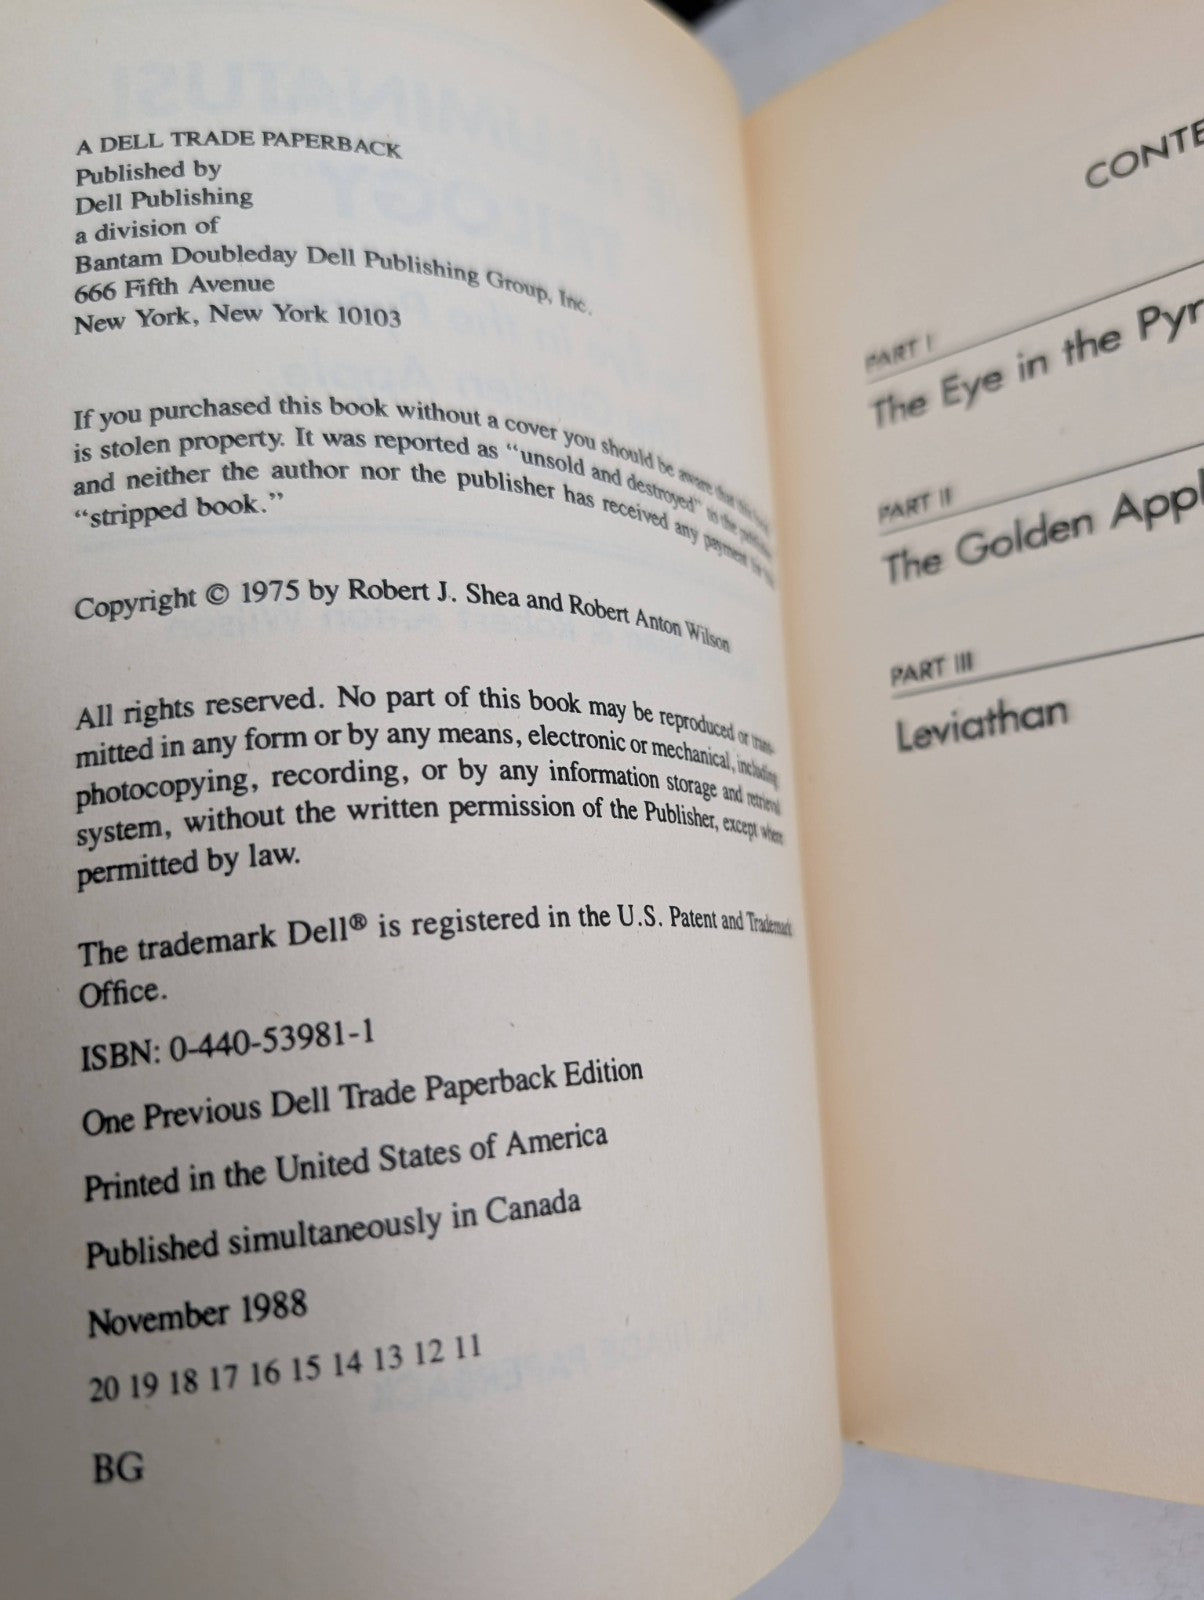 A DELL TRADE PAPERBACK
Published by
Dell Publishing
a division of
Bantam Doubleday Dell Publishing Group, Inc.
666 Fifth Avenue
New York, New York 10103
If you purchased this book without a cover you should be aware that this book
is stolen property. It was reported as “unsold and destroyed” to the
and neither the author nor the publisher has received any payment for this
“stripped book.”
Copyright © 1975 by Robert J. Shea and Robert Anton Wilson
All rights reserved. No part of this book may be reproduced or trans-
mitted in any form or by any means, electronic or mechanical, including
photocopying, recording, or by any information storage and retrieval
system, without the written permission of the Publisher, except where
permitted by law.
The trademark Dell® is registered in the U.S. Patent and Trademark
Office.
ISBN: 0-440-53981-1
One Previous Dell Trade Paperback Edition
Printed in the United States of America
Published simultaneously in Canada
November 1988
20 19 18 17 16 15 14 13 12 11
BG
CONTE
PART I
The Eye in the Pyr
PART II
The Golden Appl
PART III
Leviathan